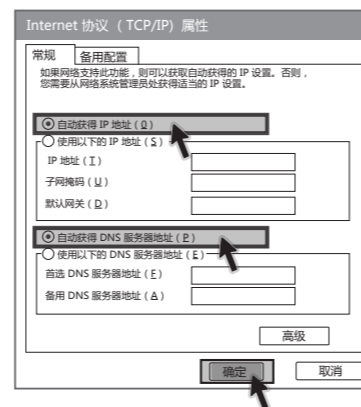 Internet 协议 （TCP/IP) 属性
常规 备用配置
如果网络支持此功能，则可以获取自动获得的 IP 设置。否则，
您需要从网络系统管理员处获得适当的 IP 设置。
自动获得 IP 地址 ( O )
使用以下的 IP 地址 ( S )
IP 地址 ( I )
子网掩码 ( U )
默认网关 ( D )
自动获得 DNS 服务器地址 ( P )
使用以下的 DNS 服务器地址 ( E )
首选 DNS 服务器地址 ( F )
备用 DNS 服务器地址 ( A )
高级
确定 取消